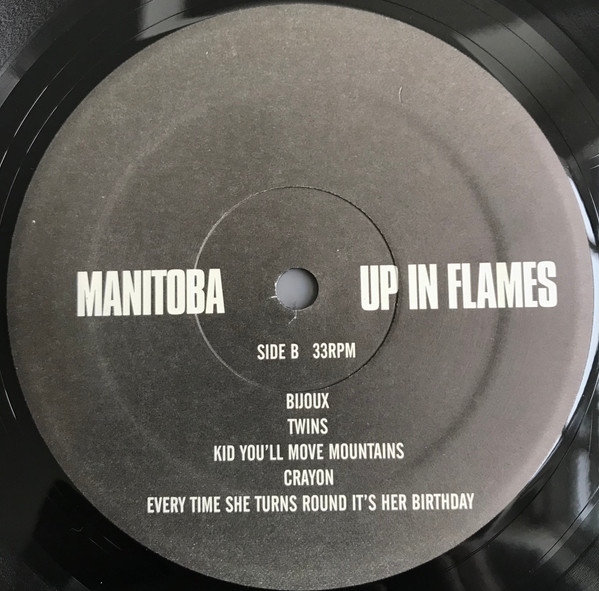 MANITOBA UP IN FLAMES
SIDE B 33RPM
BIJOUX
TWINS
KID YOU'LL MOVE MOUNTAINS
CRAYON
EVERY TIME SHE TURNS ROUND IT'S HER BIRTHDAY